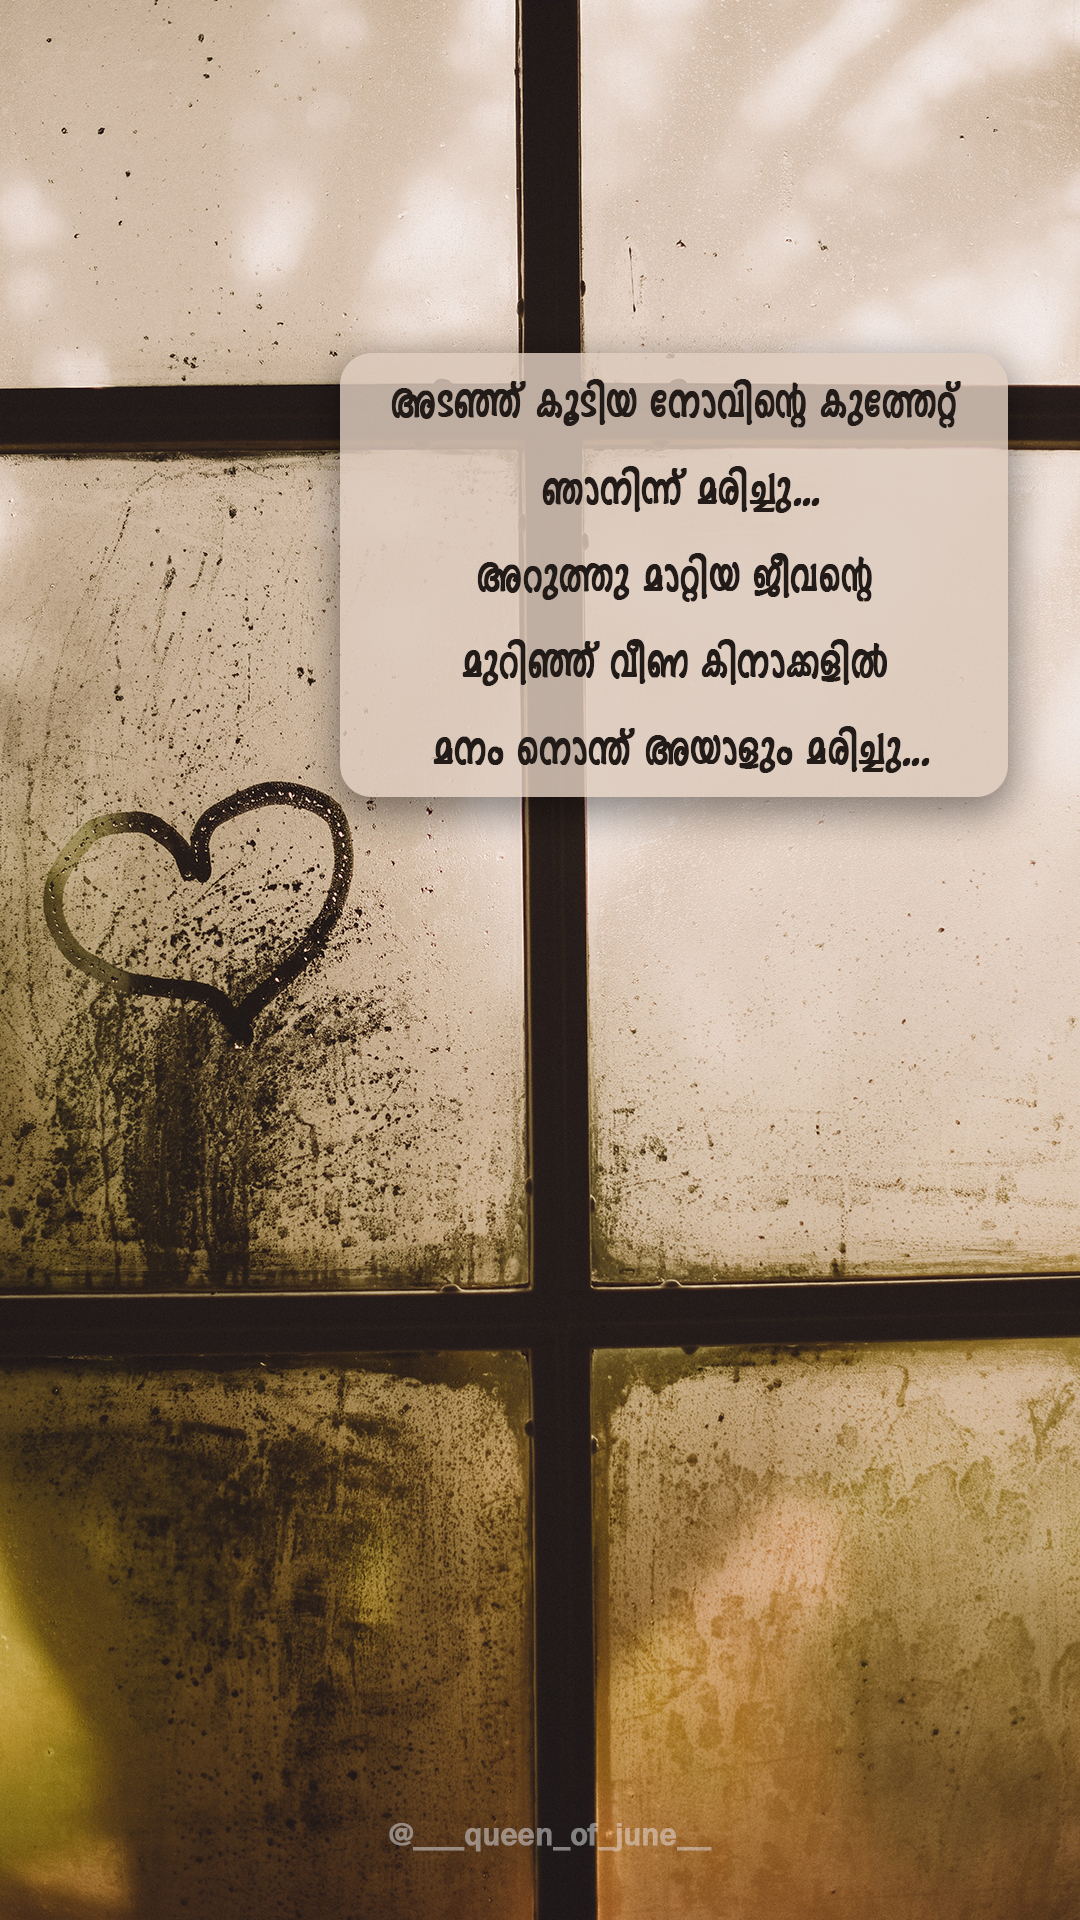 അടഞ്ഞ് കൂടിയ നോവിന്റെ കുത്തേറ്റ്
ഞാനിന്ന് മരിച്ചു...
അറുത്തു മാറ്റിയ ജീവന്റെ
മുറിഞ്ഞ് വീണ കിനാക്കളിൽ
മനം നൊന്ത് അയാളും മരിച്ചു...
@___queen_of_june__